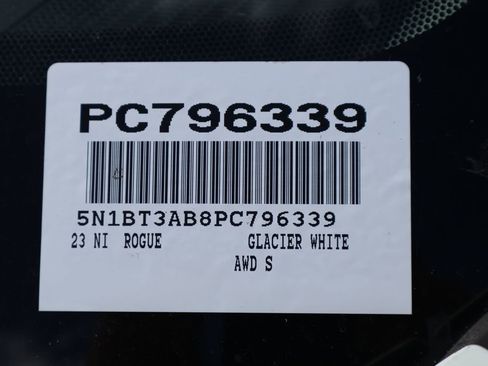 PC796339
5N1BT3AB8PC796339
23 NI ROGUE GLACIER WHITE
AWD S